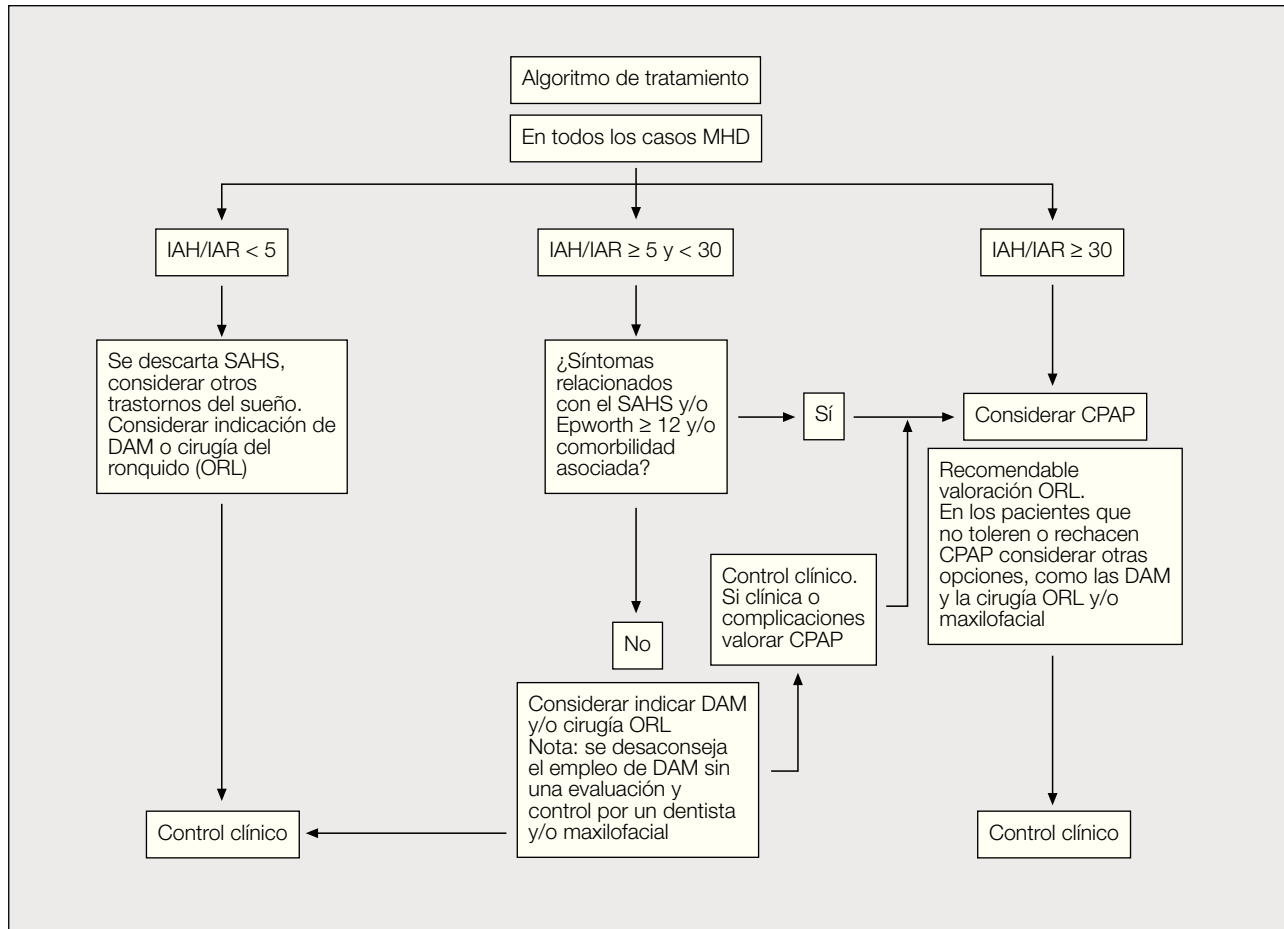 Algoritmo de tratamiento
En todos los casos MHD
IAH/IAR < 5
IAH/IAR ≥ 5 y < 30
IAH/IAR ≥ 30
Se descarta SAHS,
considerar otros
trastornos del sueño.
Considerar indicación de
DAM o cirugía del
ronquido (ORL)
¿Síntomas
relacionados
con el SAHS y/o
Epworth ≥ 12 y/o
comorbilidad
asociada?
Sí
Considerar CPAP
Recomendable
valoración ORL.
En los pacientes que
no toleren o rechacen
CPAP considerar otras
opciones, como las DAM
y la cirugía ORL y/o
maxilofacial
Control clínico.
Si clínica o
complicaciones
valorar CPAP
No
Considerar indicar DAM
y/o cirugía ORL
Nota: se desaconseja
el empleo de DAM sin
una evaluación y
control por un dentista
y/o maxilofacial
Control clínico
Control clínico